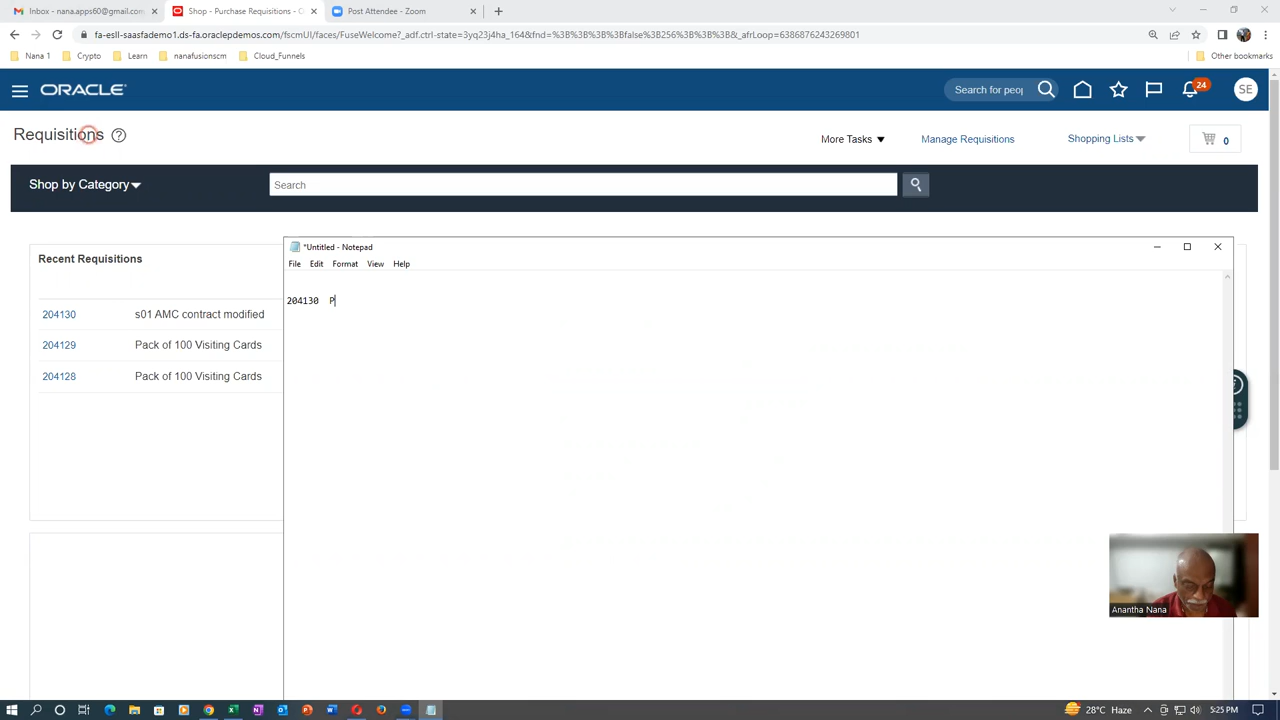 Inbox - nana.apps60@gmail.com
Shop - Purchase Requisitions - O
Post Attendee - Zoom
fa-esll-saasfademo1.ds-fa.oraclepdemos.com/fscmUI/faces/FuseWelcome?_adf.ctrl-state=3yq23j4ha_164&fnd=%3B%3B%3B%3Bfalse%3B256%3B%3B%3B&_afrLoop=6386876243269801
Nana 1
Crypto
Learn
nanafusionscm
Cloud_Funnels
Other bookmarks
ORACLE
Search for peop
24
SE
Requisitions
?
More Tasks
Manage Requisitions
Shopping Lists
0
Shop by Category
Search
Recent Requisitions
204130 s01 AMC contract modified
204129 Pack of 100 Visiting Cards
204128 Pack of 100 Visiting Cards
*Untitled - Notepad
File Edit Format View Help
204130 P
Anantha Nana
28°C Haze
5:25 PM